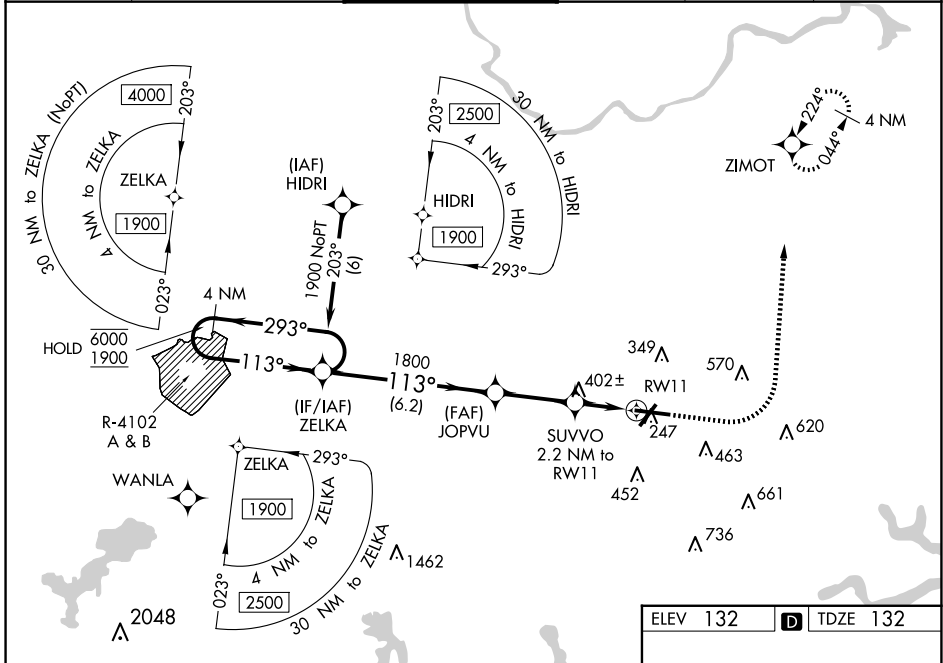 30 NM to ZELKA (NoPT)
4000
203°
4 NM to ZELKA
ZELKA
1900
023°
(IAF)
HIDRI
1900 NoPT
203°
(6)
203°
2500
30 NM to HIDRI
4 NM to HIDRI
HIDRI
1900
293°
224°
044°
4 NM
ZIMOT
4 NM
HOLD
6000
1900
293°
113°
R-4102
A & B
(IF/IAF)
ZELKA
1800
113°
(6.2)
(FAF)
JOPVU
402±
SUVVO
2.2 NM to
RW11
349
RW11
247
570
620
463
452
661
736
WANLA
ZELKA
293°
1900
4 NM to ZELKA
023°
2500
30 NM to ZELKA
1462
2048
ELEV 132
D
TDZE 132